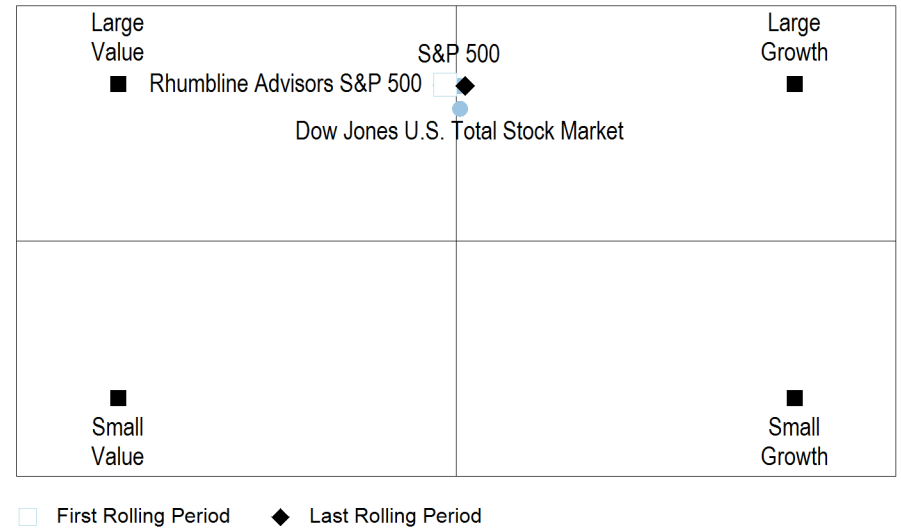 Large
Value
Large
Growth
S&P 500
Rhumbline Advisors S&P 500
Dow Jones U.S. Total Stock Market
Small
Value
Small
Growth
First Rolling Period
Last Rolling Period